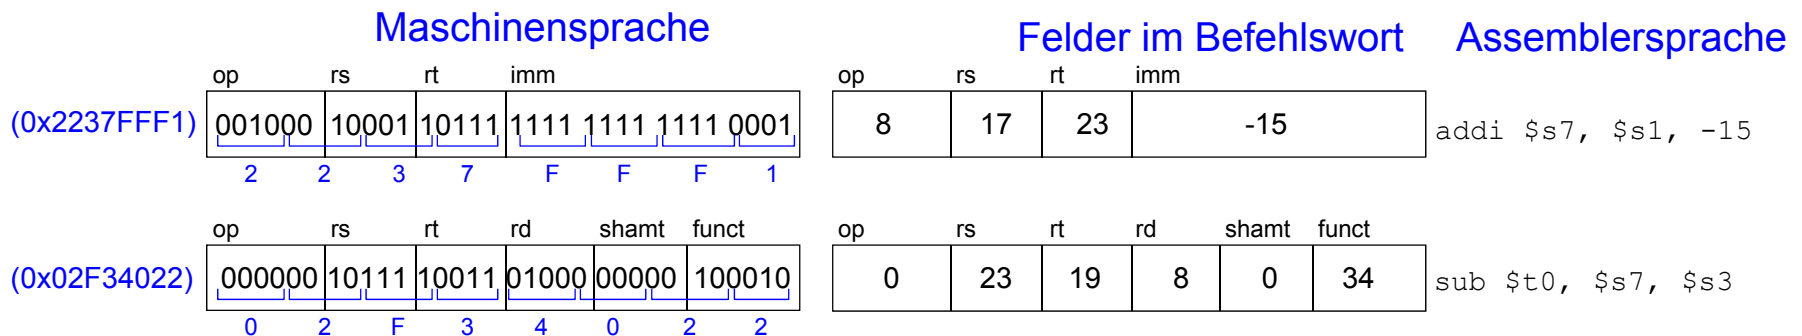 Maschinensprache Felder im Befehlswort Assemblersprache
op rs rt imm op rs rt imm
(0x2237FFF1) 001000 10001 10111 1111 1111 1111 0001 8 17 23 -15 addi $s7, $s1, -15
2 2 3 7 F F F 1
op rs rt rd shamt funct op rs rt rd shamt funct
(0x02F34022) 000000 10111 10011 01000 00000 100010 0 23 19 8 0 34 sub $t0, $s7, $s3
0 2 F 3 4 0 2 2